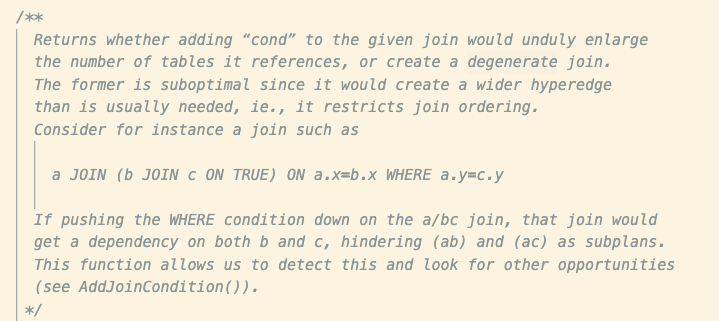 /**
Returns whether adding “cond” to the given join would unduly enlarge
the number of tables it references, or create a degenerate join.
The former is suboptimal since it would create a wider hyperedge
than is usually needed, ie., it restricts join ordering.
Consider for instance a join such as
a JOIN (b JOIN c ON TRUE) ON a.x=b.x WHERE a.y=c.y
If pushing the WHERE condition down on the a/bc join, that join would
get a dependency on both b and c, hindering (ab) and (ac) as subplans.
This function allows us to detect this and look for other opportunities
(see AddJoinCondition()).
*/